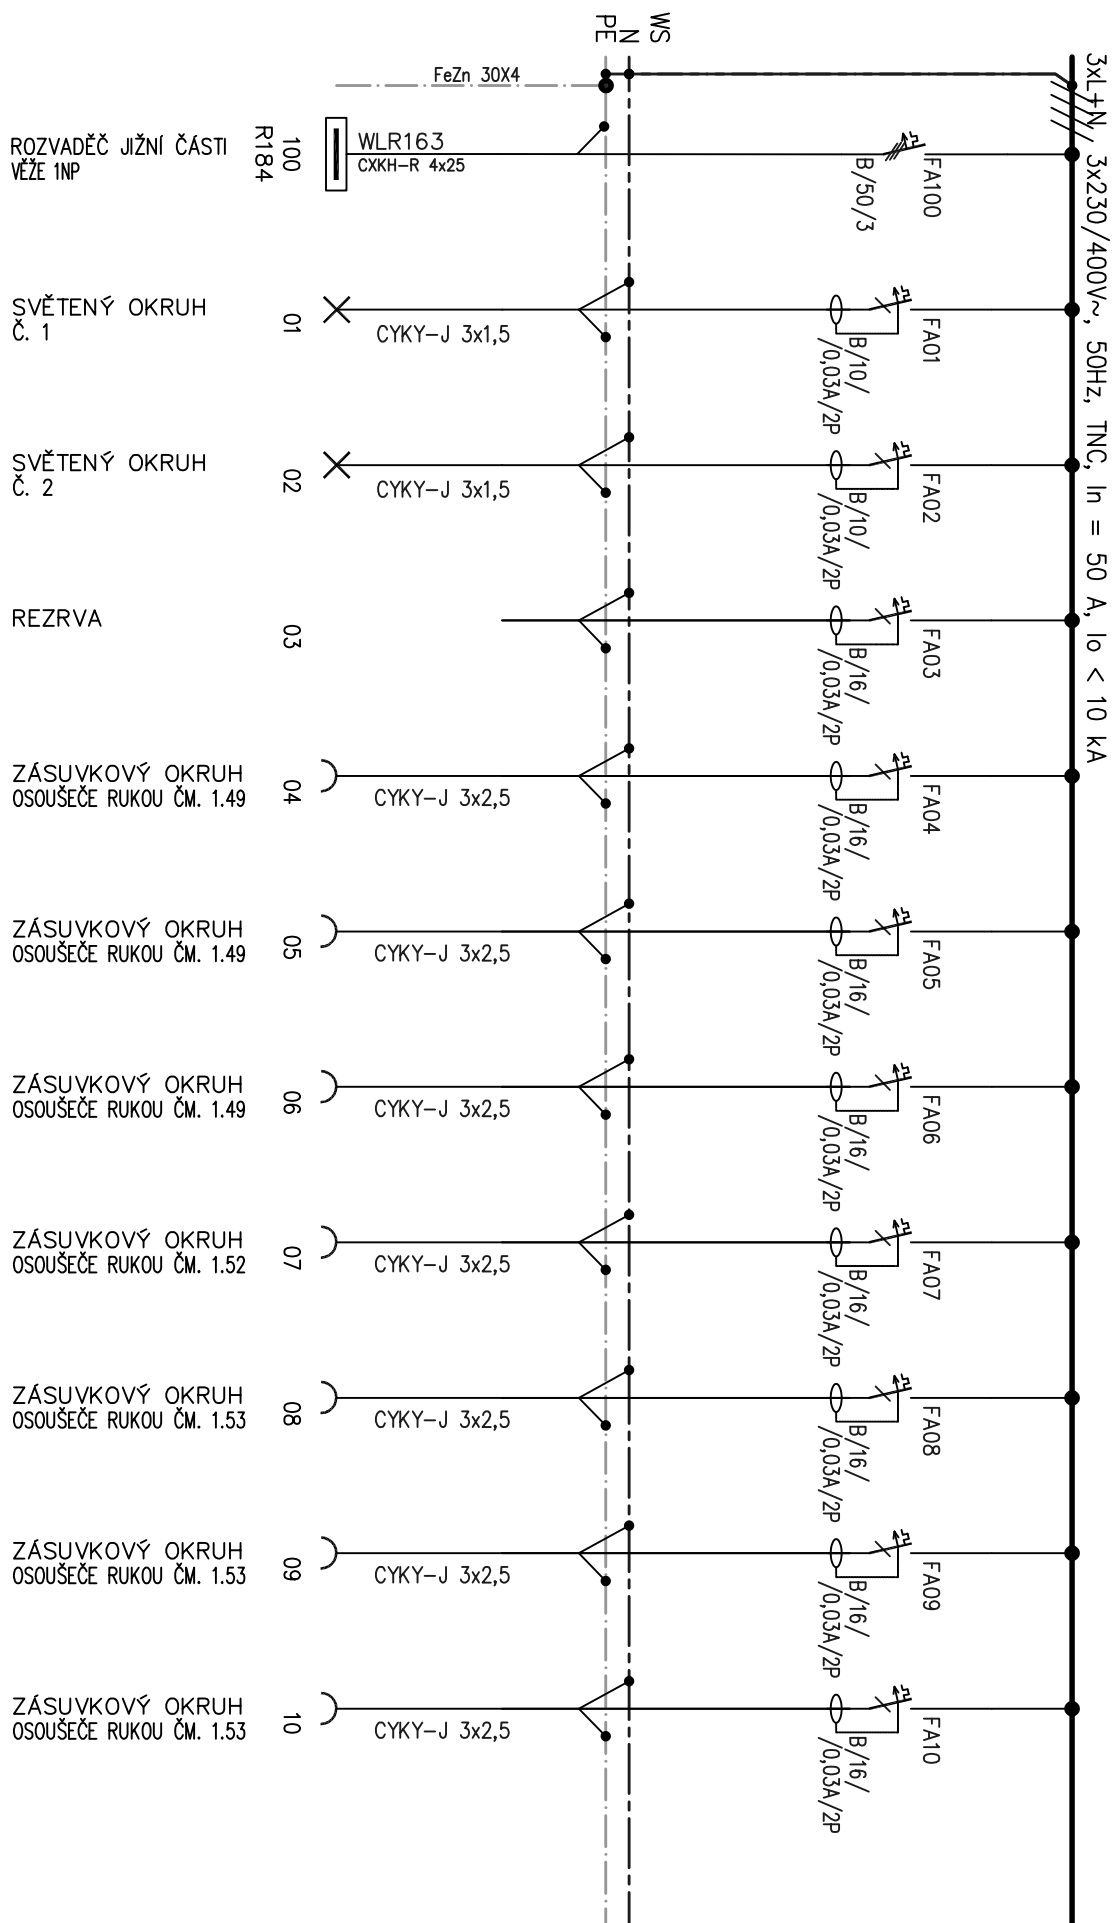 WS
N
PE
3xL+N, 3x230/400V~, 50Hz, TNC, In = 50 A, Io < 10 kA
FeZn 30X4
ROZVADĚČ JIŽNÍ ČÁSTI
VĚŽE 1NP
100
R184
WLR163
CXKH-R 4x25
B/50/3
FA100
SVĚTENÝ OKRUH
Č. 1
01
CYKY-J 3x1,5
B/10/
/0,03A/2P
FA01
SVĚTENÝ OKRUH
Č. 2
02
CYKY-J 3x1,5
B/10/
/0,03A/2P
FA02
REZRVA
03
B/16/
/0,03A/2P
FA03
ZÁSUVKOVÝ OKRUH
OSOUŠEČE RUKOU ČM. 1.49
04
CYKY-J 3x2,5
B/16/
/0,03A/2P
FA04
ZÁSUVKOVÝ OKRUH
OSOUŠEČE RUKOU ČM. 1.49
05
CYKY-J 3x2,5
B/16/
/0,03A/2P
FA05
ZÁSUVKOVÝ OKRUH
OSOUŠEČE RUKOU ČM. 1.49
06
CYKY-J 3x2,5
B/16/
/0,03A/2P
FA06
ZÁSUVKOVÝ OKRUH
OSOUŠEČE RUKOU ČM. 1.52
07
CYKY-J 3x2,5
B/16/
/0,03A/2P
FA07
ZÁSUVKOVÝ OKRUH
OSOUŠEČE RUKOU ČM. 1.53
08
CYKY-J 3x2,5
B/16/
/0,03A/2P
FA08
ZÁSUVKOVÝ OKRUH
OSOUŠEČE RUKOU ČM. 1.53
09
CYKY-J 3x2,5
B/16/
/0,03A/2P
FA09
ZÁSUVKOVÝ OKRUH
OSOUŠEČE RUKOU ČM. 1.53
10
CYKY-J 3x2,5
B/16/
/0,03A/2P
FA10